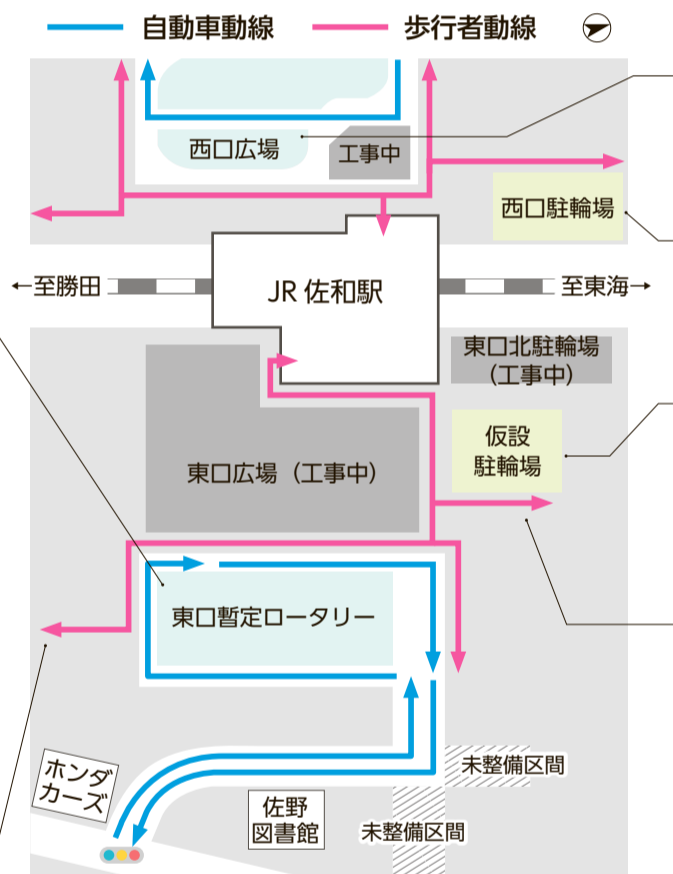 自動車動線
歩行者動線
西口広場
工事中
西口駐輪場
←至勝田
JR 佐和駅
至東海→
東口北駐輪場
(工事中)
仮設
駐輪場
東口広場(工事中)
東口暫定ロータリー
ホンダ
カーズ
佐野
図書館
未整備区間
未整備区間